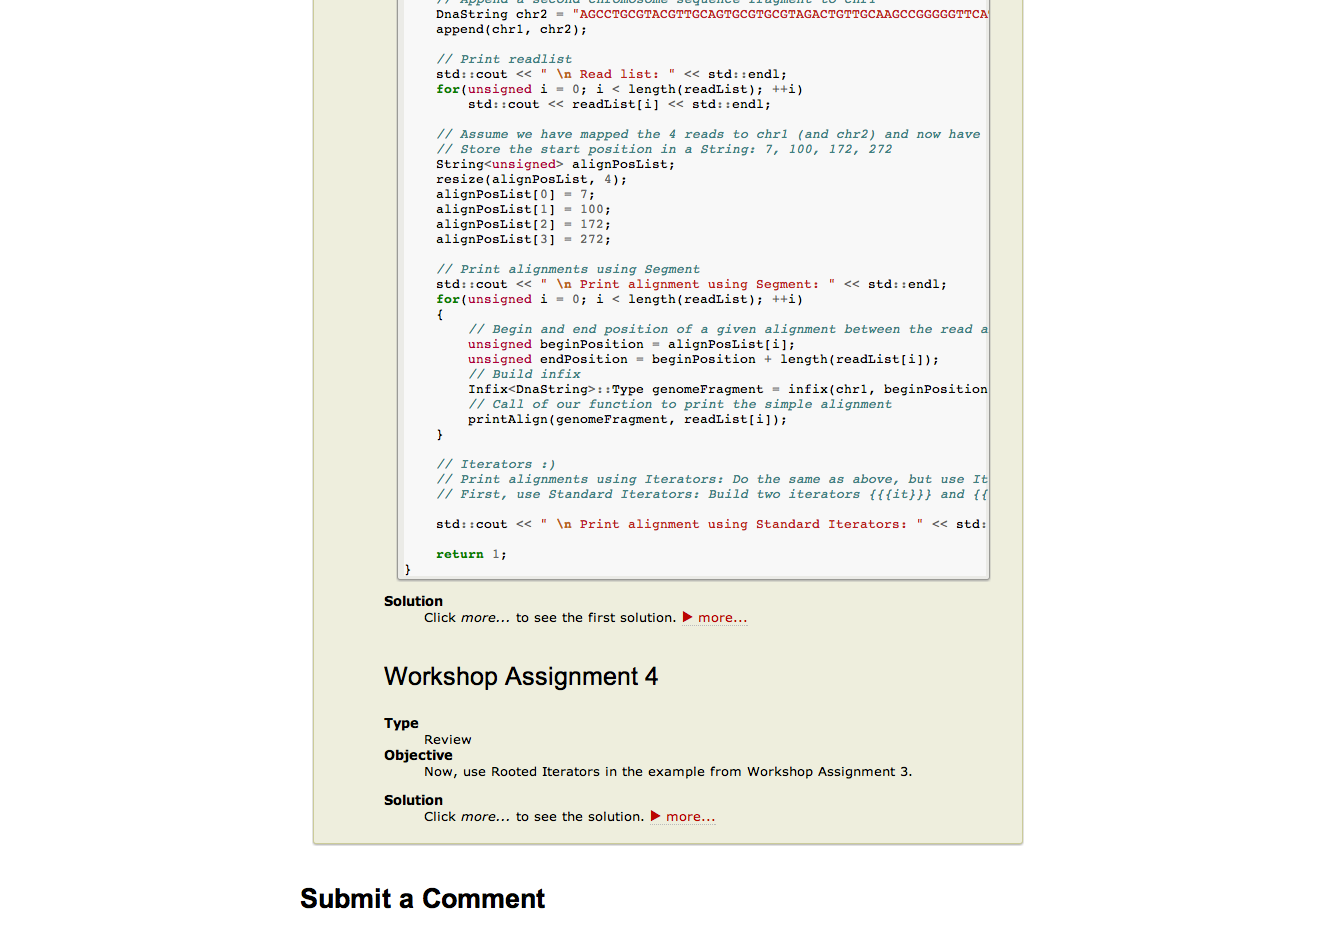 // Append a second chromosome sequence fragment to chr1
DnaString chr2 = "AGCCTGCGTACGTTGCAGTGCGTGCGTAGACTGTTGCAAGCCGGGGGTTCA
append(chr1, chr2);
// Print readlist
std::cout << " \n Read list: " << std::endl;
for(unsigned i = 0; i < length(readList); ++i)
std::cout << readList[i] << std::endl;
// Assume we have mapped the 4 reads to chr1 (and chr2) and now have
// Store the start position in a String: 7, 100, 172, 272
String<unsigned> alignPosList;
resize(alignPosList, 4);
alignPosList[0] = 7;
alignPosList[1] = 100;
alignPosList[2] = 172;
alignPosList[3] = 272;
// Print alignments using Segment
std::cout << " \n Print alignment using Segment: " << std::endl;
for(unsigned i = 0; i < length(readList); ++i)
{
// Begin and end position of a given alignment between the read a
unsigned beginPosition = alignPosList[i];
unsigned endPosition = beginPosition + length(readList[i]);
// Build infix
Infix<DnaString>::Type genomeFragment = infix(chr1, beginPosition
// Call of our function to print the simple alignment
printAlign(genomeFragment, readList[i]);
}
// Iterators :)
// Print alignments using Iterators: Do the same as above, but use It
// First, use Standard Iterators: Build two iterators {{{it}}} and {{
std::cout << " \n Print alignment using Standard Iterators: " << std:
return 1;
}
Solution
Click more... to see the first solution. ▶ more...
Workshop Assignment 4
Type
Review
Objective
Now, use Rooted Iterators in the example from Workshop Assignment 3.
Solution
Click more... to see the solution. ▶ more...
Submit a Comment